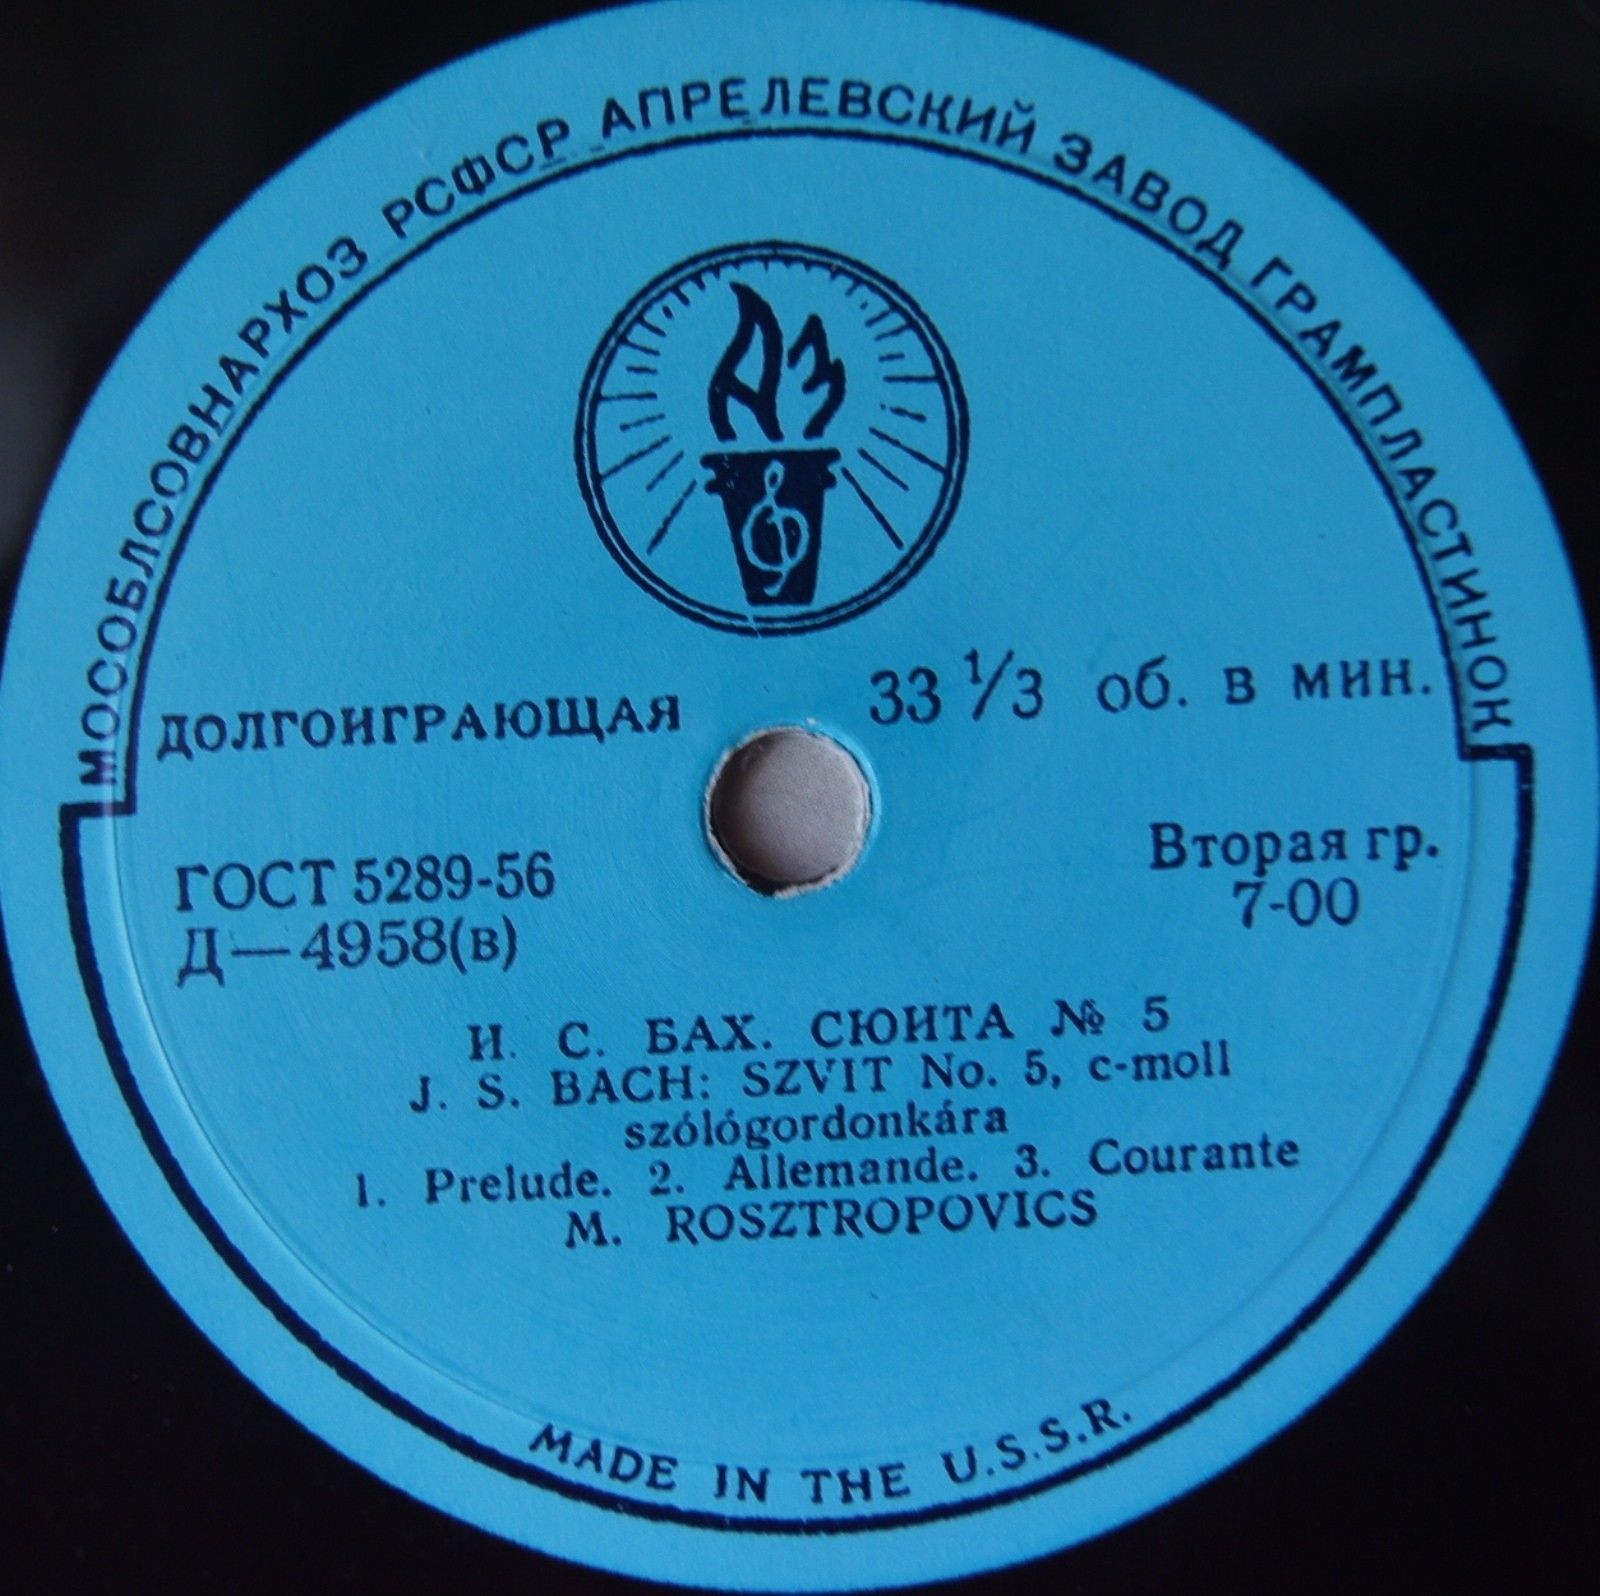 МОСОБЛСОВНАРХОЗ РСФСР АПРЕЛЕВСКИЙ ЗАВОД ГРАМПЛАСТИНОК
АЗ
ДОЛГОИГРАЮЩАЯ 33 1/3 об. в мин.
ГОСТ 5289-56 Вторая гр.
Д—4958(в) 7-00
И. С. БАХ. СЮИТА № 5
J. S. BACH: SZVIT No. 5, c-moll
szólógordonkára
1. Prelude. 2. Allemande. 3. Courante
M. ROSZTROPOVICS
MADE IN THE U.S.S.R.